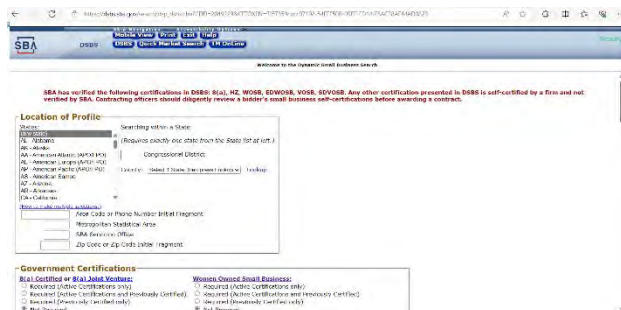 Mobile View Print Exit Help
SBA DSBS DSBS Quick Market Search TM OnLine
Welcome to the Dynamic Small Business Search
SBA has verified the following certifications in DSBS: 8(a), HZ, WOSB, EDWOSB, VOSB, SDVOSB. Any other certification presented in DSBS is self-certified by a firm and not
verified by SBA. Contracting officers should diligently review a bidder's small business self-certifications before awarding a contract.
Location of Profile
States:
Searching within a State
AL - Alabama
(Requires exactly one state from the State list at left.)
AK - Alaska
AA - American Atlantic (APO/FPO)
Congressional District
AE - American Europe (APO/FPO)
AP - American Pacific (APO/FPO)
County:
Lookup
AS - American Samoa
AZ - Arizona
AR - Arkansas
CA - California
Area Code or Phone Number Initial Fragment
Metropolitan Statistical Area
SBA Servicing Office
Zip Code or Zip Code Initial Fragment
Government Certifications
8(a) Certified or 8(a) Joint Venture:
Women Owned Small Business:
Required (Active Certifications only)
Required (Active Certifications only)
Required (Active Certifications and Previously Certified)
Required (Active Certifications and Previously Certified)
Required (Previously Certified only)
Required (Previously Certified only)
Not Required
Not Required